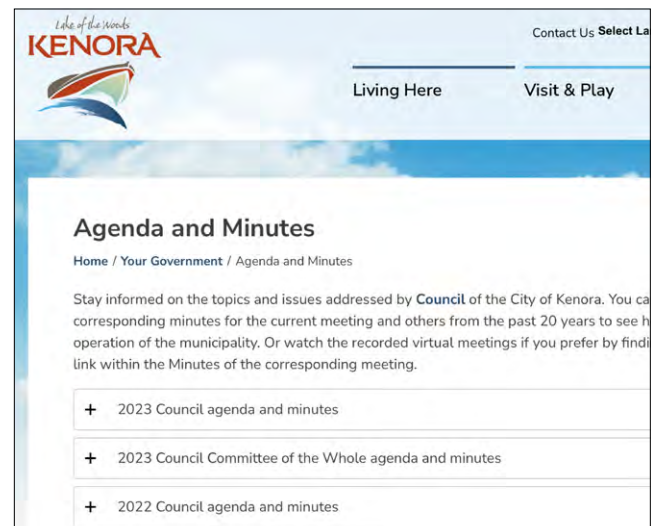 Lake of the Woods
KENORA
Contact Us Select La
Living Here
Visit & Play
Agenda and Minutes
Home / Your Government / Agenda and Minutes
Stay informed on the topics and issues addressed by Council of the City of Kenora. You ca
corresponding minutes for the current meeting and others from the past 20 years to see h
operation of the municipality. Or watch the recorded virtual meetings if you prefer by findi
link within the Minutes of the corresponding meeting.
+ 2023 Council agenda and minutes
+ 2023 Council Committee of the Whole agenda and minutes
+ 2022 Council agenda and minutes